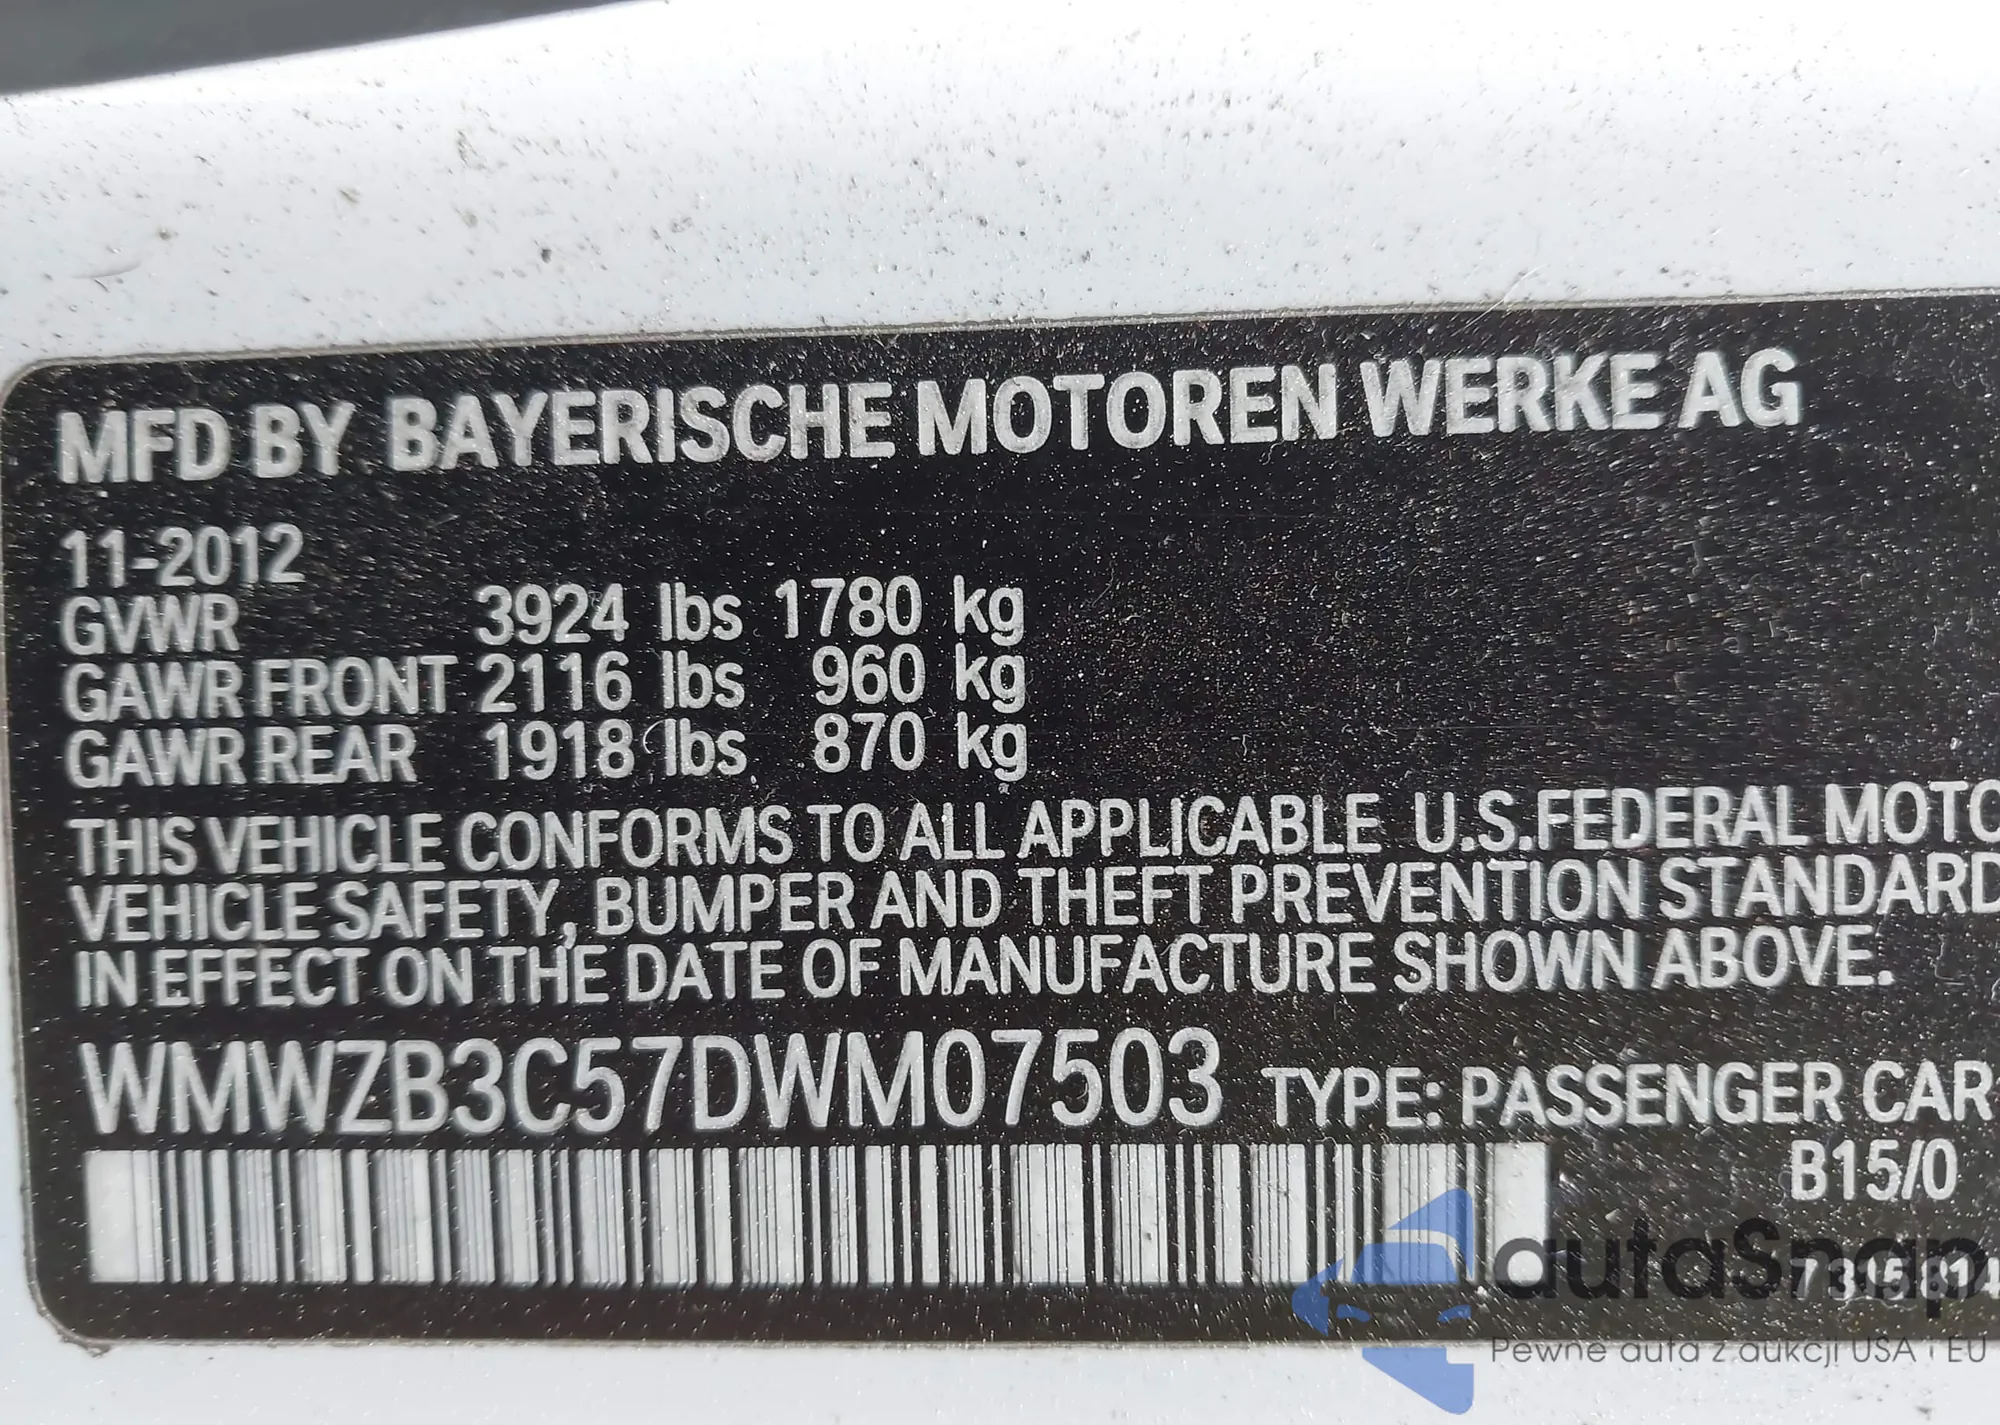 MFD BY BAYERISCHE MOTOREN WERKE AG
11-2012
GVWR 3924 lbs 1780 kg
GAWR FRONT 2116 lbs 960 kg
GAWR REAR 1918 lbs 870 kg
THIS VEHICLE CONFORMS TO ALL APPLICABLE U.S.FEDERAL MOTO
VEHICLE SAFETY, BUMPER AND THEFT PREVENTION STANDARD
IN EFFECT ON THE DATE OF MANUFACTURE SHOWN ABOVE.
WMWZB3C57DWM07503 TYPE: PASSENGER CAR
B15/0
7315814
autaSnap
Pewne auta z aukcji USA i EU